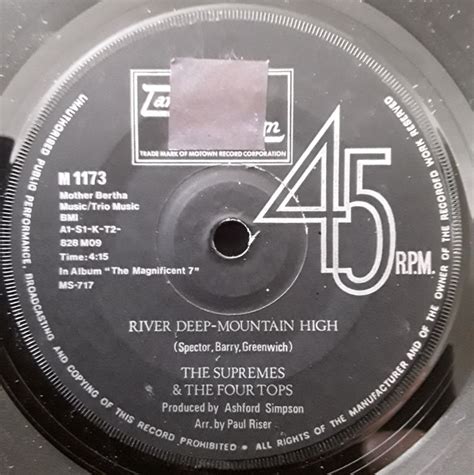 TRADE MARK OF MOTOWN RECORD CORPORATION
45
R.P.M.
M 1173
Mother Bertha
Music/Trio Music
BMI
A1-S1-K-T2-
828 M09
Time: 4:15
In Album "The Magnificent 7"
MS-717
RIVER DEEP-MOUNTAIN HIGH
(Spector, Barry, Greenwich)
THE SUPREMES
& THE FOUR TOPS
Produced by Ashford Simpson
Arr. by Paul Riser
UNAUTHORISED PUBLIC PERFORMANCE, BROADCASTING AND COPYING OF THIS RECORD PROHIBITED • ALL RIGHTS OF THE MANUFACTURER AND OF THE OWNER OF THE RECORDED WORK RESERVED